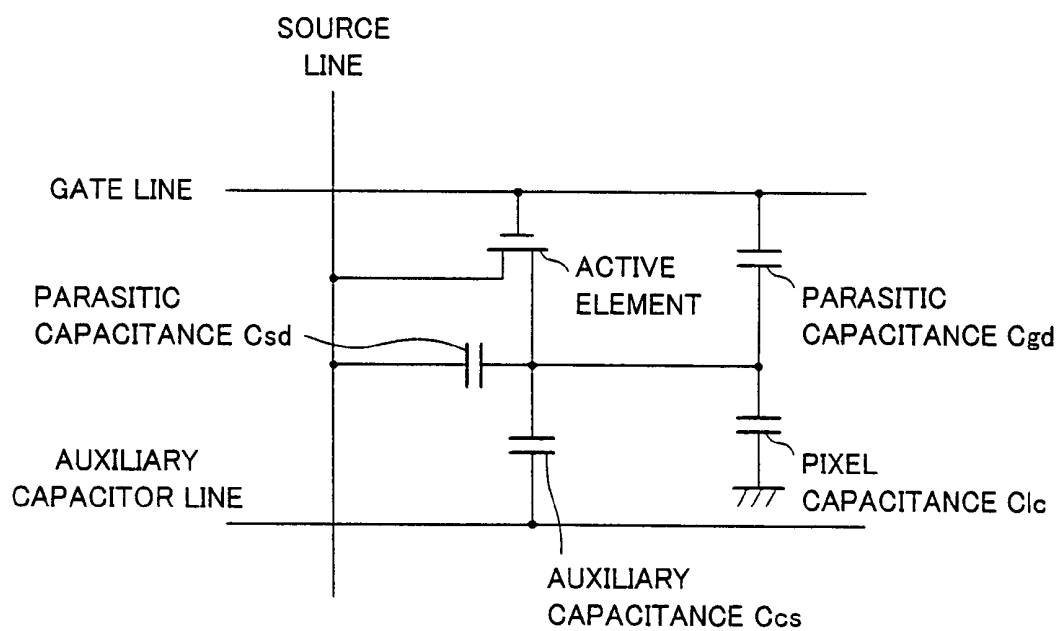 SOURCE
LINE
GATE LINE
ACTIVE
ELEMENT
PARASITIC
CAPACITANCE Csd
PARASITIC
CAPACITANCE Cgd
AUXILIARY
CAPACITOR LINE
PIXEL
CAPACITANCE Clc
AUXILIARY
CAPACITANCE Ccs